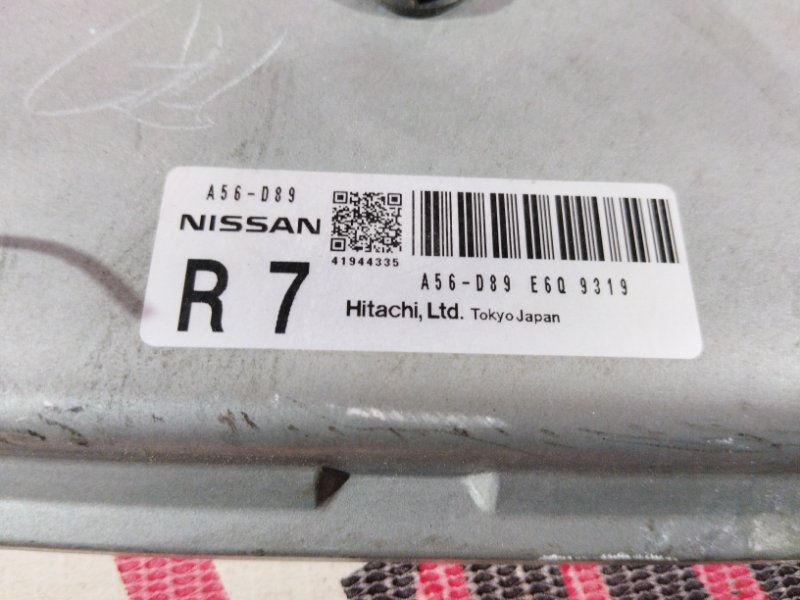 A56-D89
NISSAN
41944335
R 7
A56-D89 E6Q 9319
Hitachi, Ltd. Tokyo Japan